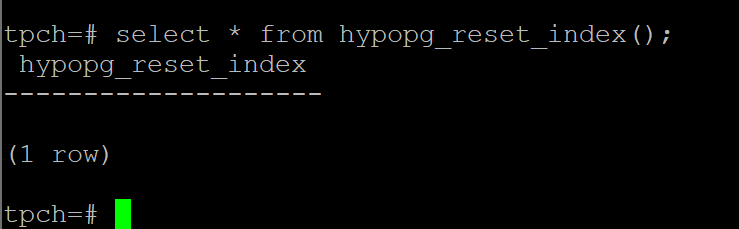 tpch=# select * from hypopg_reset_index();
 hypopg_reset_index
--------------------

(1 row)

tpch=#